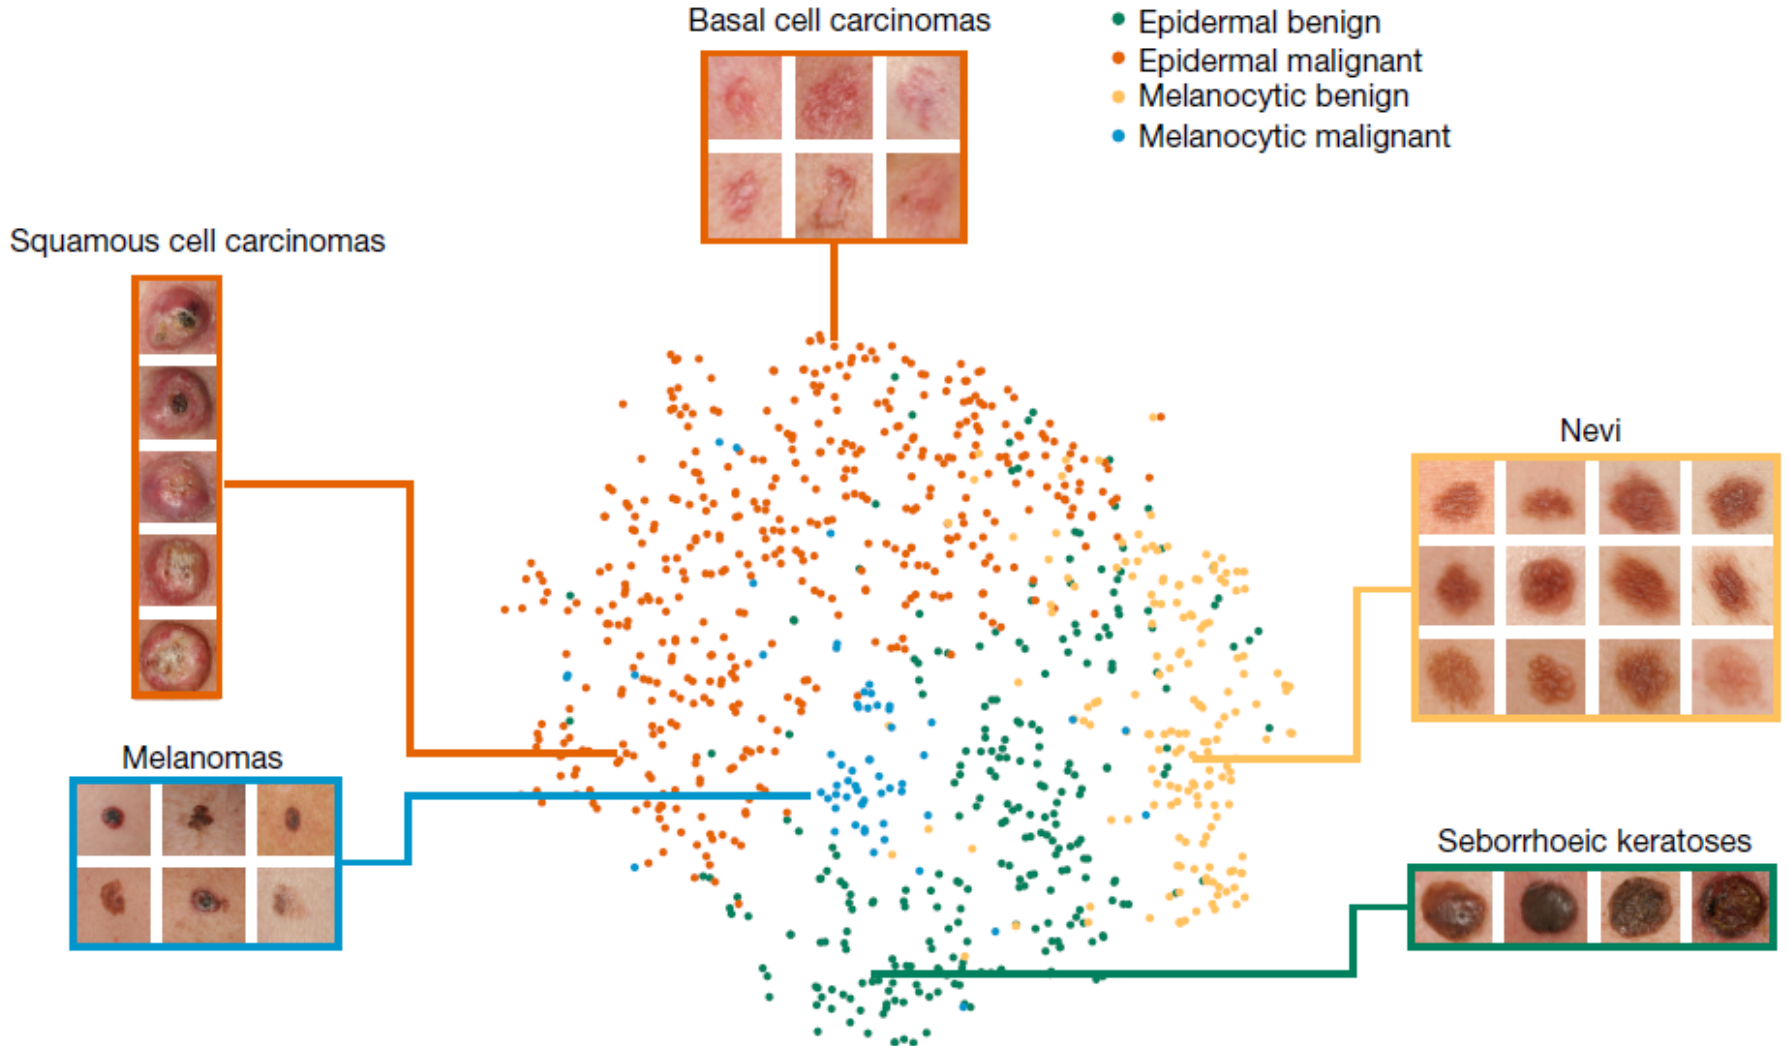 Basal cell carcinomas
Epidermal benign
Epidermal malignant
Melanocytic benign
Melanocytic malignant
Squamous cell carcinomas
Nevi
Melanomas
Seborrhoeic keratoses